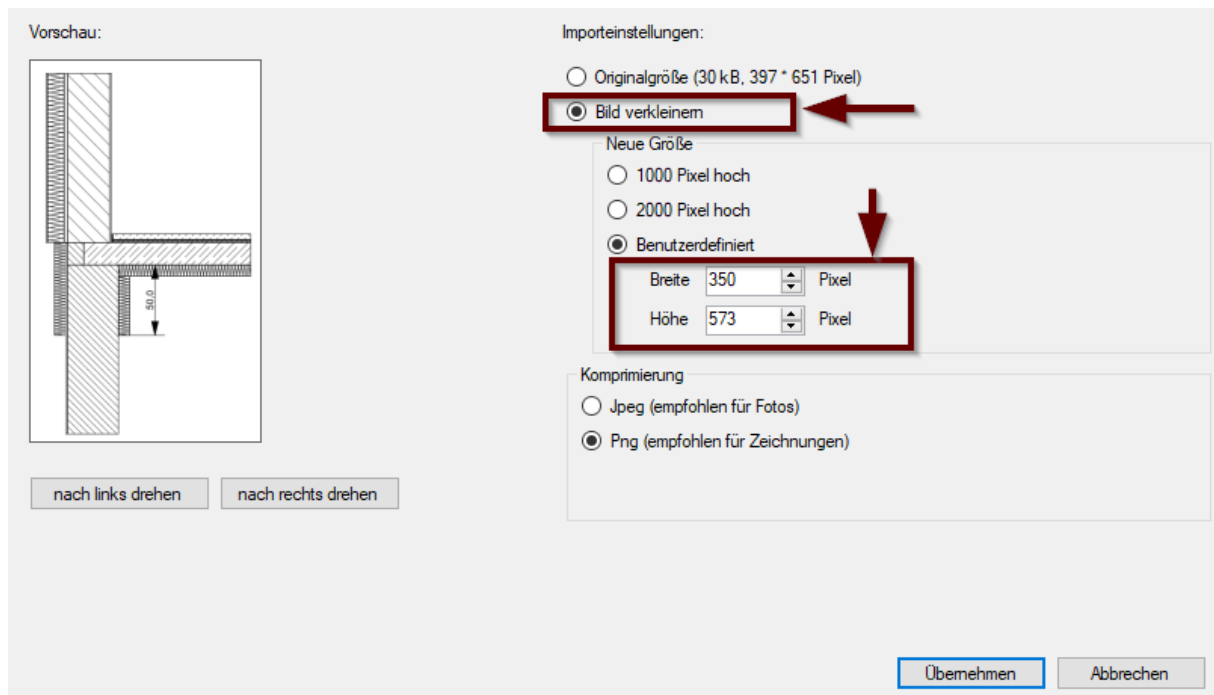 Vorschau:
50,0
nach links drehen
nach rechts drehen
Importeinstellungen:
Originalgröße (30 kB, 397 * 651 Pixel)
Bild verkleinern
Neue Größe
1000 Pixel hoch
2000 Pixel hoch
Benutzerdefiniert
Breite 350 Pixel
Höhe 573 Pixel
Komprimierung
Jpeg (empfohlen für Fotos)
Png (empfohlen für Zeichnungen)
Übernehmen
Abbrechen